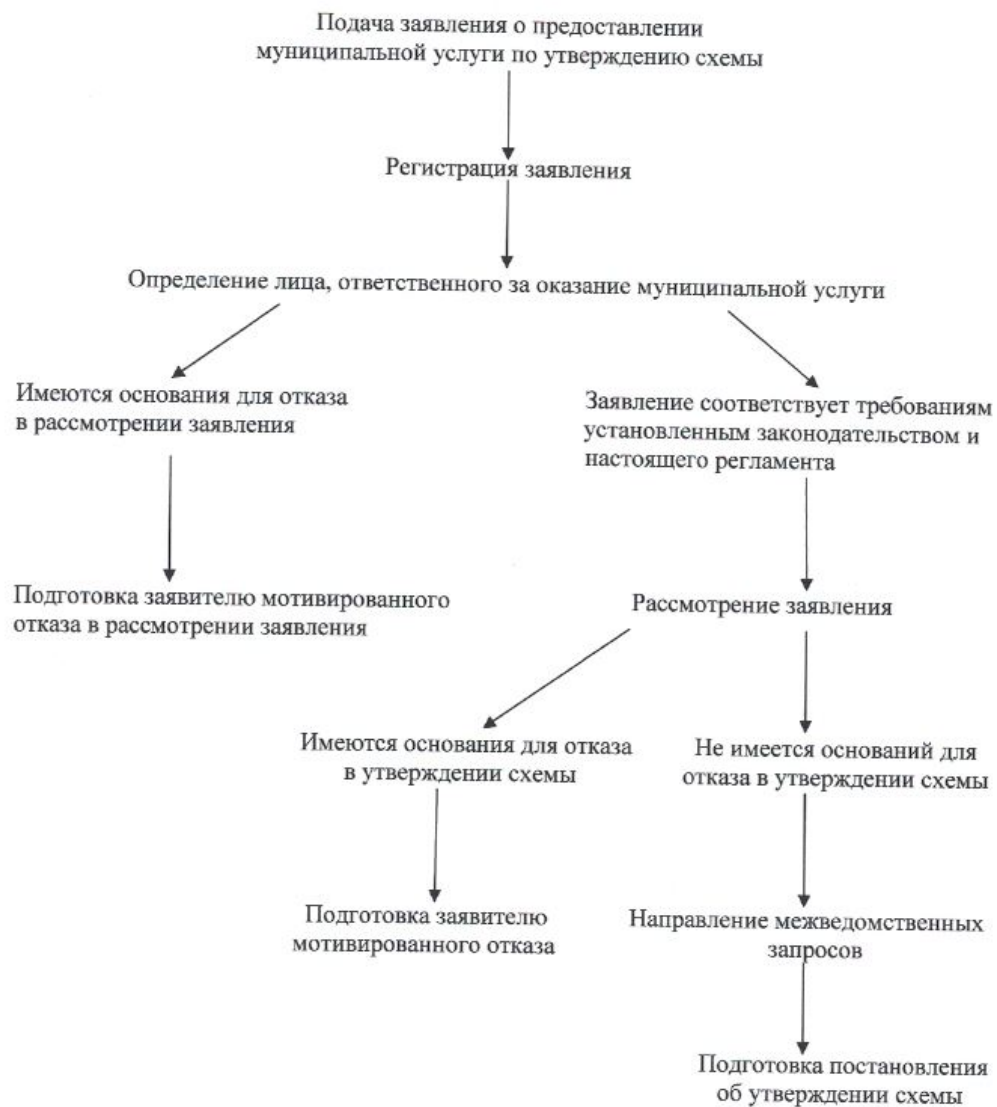 Подача заявления о предоставлении
муниципальной услуги по утверждению схемы
Регистрация заявления
Определение лица, ответственного за оказание муниципальной услуги
Имеются основания для отказа
в рассмотрении заявления
Заявление соответствует требованиям
установленным законодательством и
настоящего регламента
Подготовка заявителю мотивированного
отказа в рассмотрении заявления
Рассмотрение заявления
Имеются основания для отказа
в утверждении схемы
Не имеется оснований для
отказа в утверждении схемы
Подготовка заявителю
мотивированного отказа
Направление межведомственных
запросов
Подготовка постановления
об утверждении схемы